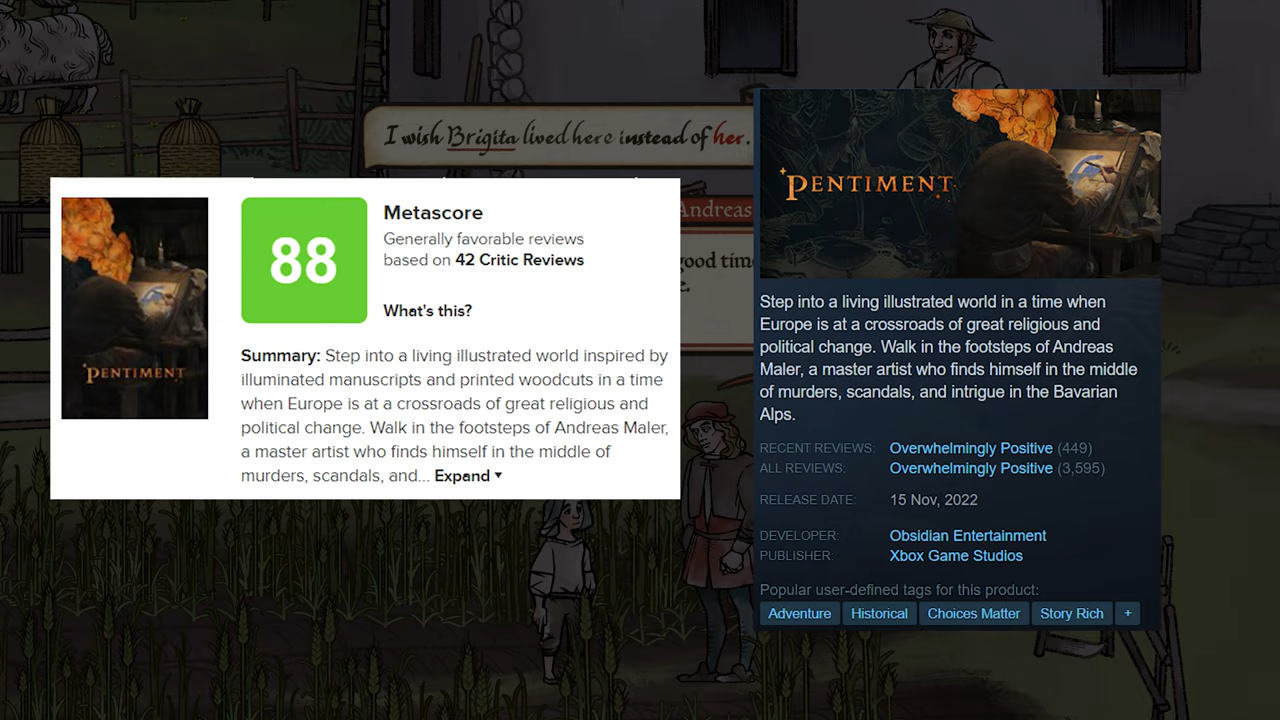 I wish Brigita lived here instead of her.
Andreas
good time
e.
PENTIMENT
88
Metascore
Generally favorable reviews
based on 42 Critic Reviews
What's this?
Summary: Step into a living illustrated world inspired by
illuminated manuscripts and printed woodcuts in a time
when Europe is at a crossroads of great religious and
political change. Walk in the footsteps of Andreas Maler,
a master artist who finds himself in the middle of
murders, scandals, and... Expand ▼
PENTIMENT
Step into a living illustrated world in a time when
Europe is at a crossroads of great religious and
political change. Walk in the footsteps of Andreas
Maler, a master artist who finds himself in the middle
of murders, scandals, and intrigue in the Bavarian
Alps.
RECENT REVIEWS: Overwhelmingly Positive (449)
ALL REVIEWS: Overwhelmingly Positive (3,595)
RELEASE DATE: 15 Nov, 2022
DEVELOPER: Obsidian Entertainment
PUBLISHER: Xbox Game Studios
Popular user-defined tags for this product:
Adventure Historical Choices Matter Story Rich +